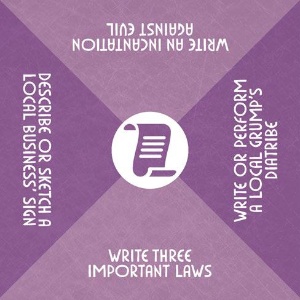 WRITE AN INCANTATION
AGAINST EVIL
DESCRIBE OR SKETCH A
LOCAL BUSINESS' SIGN
WRITE OR PERFORM
A LOCAL GRUMP'S
DIATRIBE
WRITE THREE
IMPORTANT LAWS